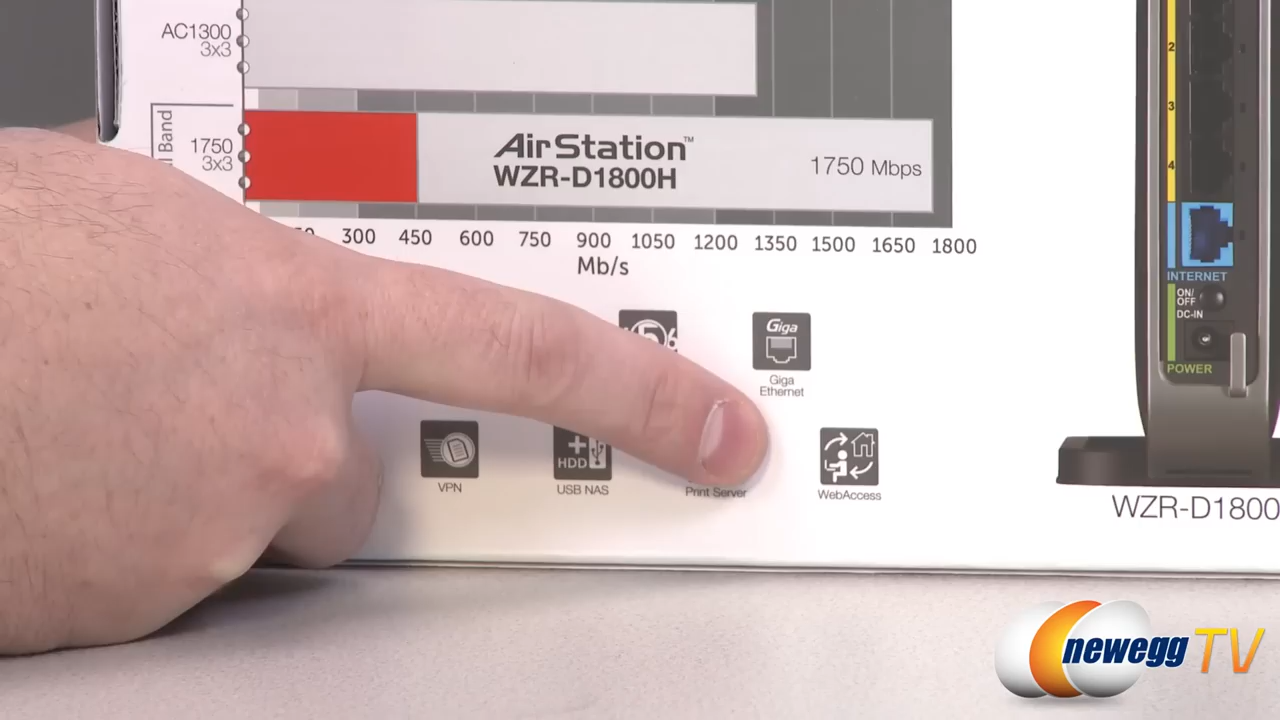 AC1300
3x3
Band
1750
3x3
AirStation™
WZR-D1800H
1750 Mbps
300 450 600 750 900 1050 1200 1350 1500 1650 1800
Mb/s
Giga
Giga
Ethernet
VPN
+
HDD
USB NAS
Print Server
WebAccess
2
3
4
INTERNET
ON/
OFF
DC-IN
POWER
WZR-D1800
newegg TV